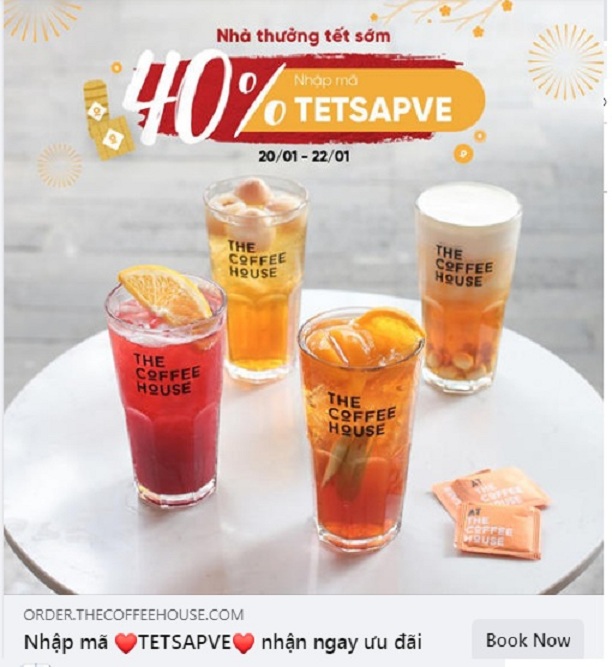 Nhà thưởng tết sớm
40%
Nhập mã
TETSAPVE
20/01 - 22/01
THE
COFFEE
HOUSE
THE
COFFEE
HOUSE
THE
COFFEE
HOUSE
THE
COFFEE
HOUSE
AT
THE
COFFEE
HOUSE
ORDER.THECOFFEEHOUSE.COM
Nhập mã ❤️TETSAPVE❤️ nhận ngay ưu đãi
Book Now